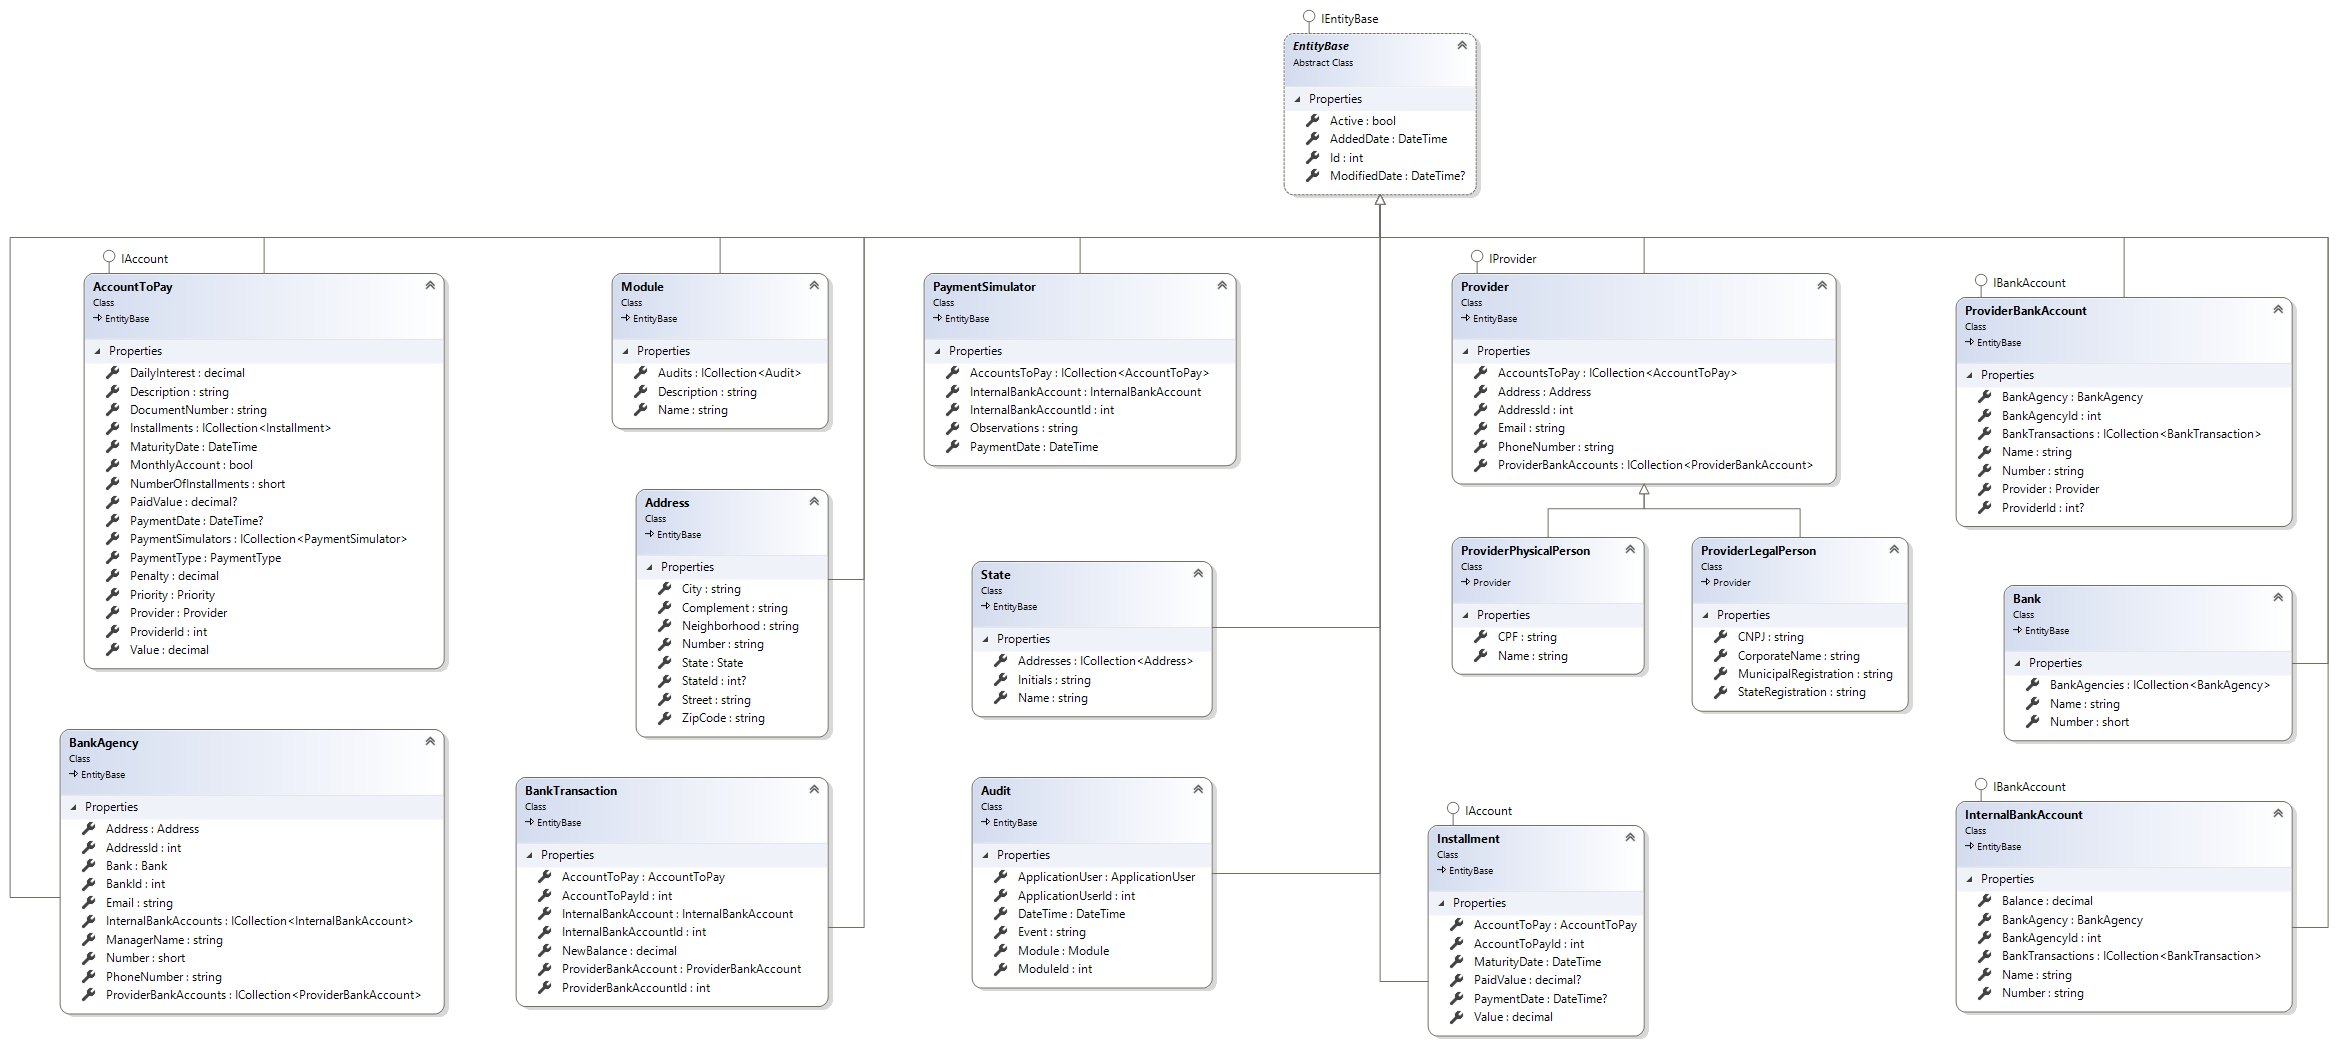 IEntityBase
EntityBase
Abstract Class
Properties
Active : bool
AddedDate : DateTime
Id : int
ModifiedDate : DateTime?
IAccount
AccountToPay
Class
EntityBase
Properties
DailyInterest : decimal
Description : string
DocumentNumber : string
Installments : ICollection<Installment>
MaturityDate : DateTime
MonthlyAccount : bool
NumberOfInstallments : short
PaidValue : decimal?
PaymentDate : DateTime?
PaymentSimulators : ICollection<PaymentSimulator>
PaymentType : PaymentType
Penalty : decimal
Priority : Priority
Provider : Provider
ProviderId : int
Value : decimal
Module
Class
EntityBase
Properties
Audits : ICollection<Audit>
Description : string
Name : string
PaymentSimulator
Class
EntityBase
Properties
AccountsToPay : ICollection<AccountToPay>
InternalBankAccount : InternalBankAccount
InternalBankAccountId : int
Observations : string
PaymentDate : DateTime
IProvider
Provider
Class
EntityBase
Properties
AccountsToPay : ICollection<AccountToPay>
Address : Address
AddressId : int
Email : string
PhoneNumber : string
ProviderBankAccounts : ICollection<ProviderBankAccount>
IBankAccount
ProviderBankAccount
Class
EntityBase
Properties
BankAgency : BankAgency
BankAgencyId : int
BankTransactions : ICollection<BankTransaction>
Name : string
Number : string
Provider : Provider
ProviderId : int?
Address
Class
EntityBase
Properties
City : string
Complement : string
Neighborhood : string
Number : string
State : State
StateId : int?
Street : string
ZipCode : string
State
Class
EntityBase
Properties
Addresses : ICollection<Address>
Initials : string
Name : string
ProviderPhysicalPerson
Class
Provider
Properties
CPF : string
Name : string
ProviderLegalPerson
Class
Provider
Properties
CNPJ : string
CorporateName : string
MunicipalRegistration : string
StateRegistration : string
Bank
Class
EntityBase
Properties
BankAgencies : ICollection<BankAgency>
Name : string
Number : short
BankAgency
Class
EntityBase
Properties
Address : Address
AddressId : int
Bank : Bank
BankId : int
Email : string
InternalBankAccounts : ICollection<InternalBankAccount>
ManagerName : string
Number : short
PhoneNumber : string
ProviderBankAccounts : ICollection<ProviderBankAccount>
BankTransaction
Class
EntityBase
Properties
AccountToPay : AccountToPay
AccountToPayId : int
InternalBankAccount : InternalBankAccount
InternalBankAccountId : int
NewBalance : decimal
ProviderBankAccount : ProviderBankAccount
ProviderBankAccountId : int
Audit
Class
EntityBase
Properties
ApplicationUser : ApplicationUser
ApplicationUserId : int
DateTime : DateTime
Event : string
Module : Module
ModuleId : int
IAccount
Installment
Class
EntityBase
Properties
AccountToPay : AccountToPay
AccountToPayId : int
MaturityDate : DateTime
PaidValue : decimal?
PaymentDate : DateTime?
Value : decimal
IBankAccount
InternalBankAccount
Class
EntityBase
Properties
Balance : decimal
BankAgency : BankAgency
BankAgencyId : int
BankTransactions : ICollection<BankTransaction>
Name : string
Number : string